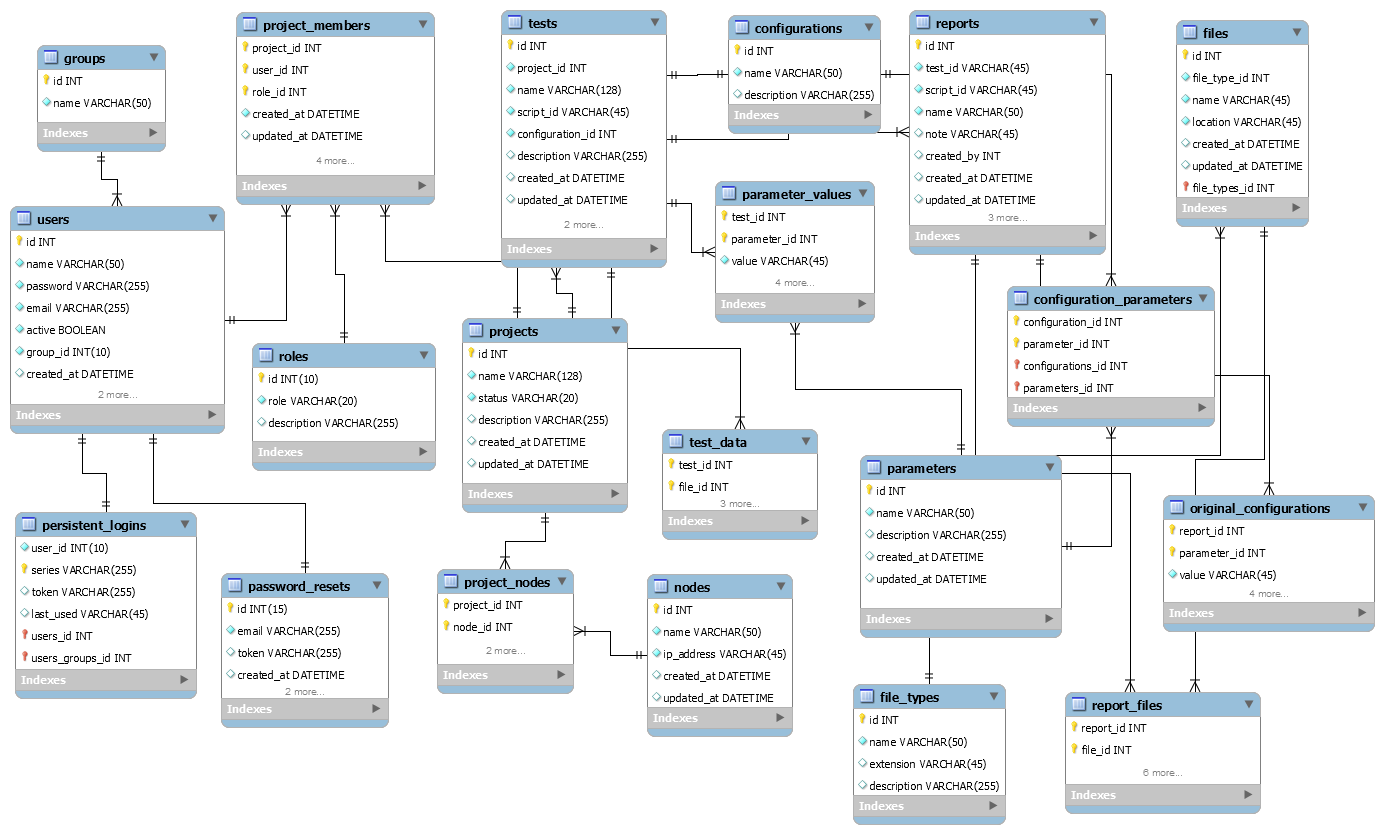 groups
id INT
name VARCHAR(50)
Indexes
project_members
project_id INT
user_id INT
role_id INT
created_at DATETIME
updated_at DATETIME
4 more...
Indexes
tests
id INT
project_id INT
name VARCHAR(128)
script_id VARCHAR(45)
configuration_id INT
description VARCHAR(255)
created_at DATETIME
updated_at DATETIME
2 more...
Indexes
configurations
id INT
name VARCHAR(50)
description VARCHAR(255)
Indexes
reports
id INT
test_id VARCHAR(45)
script_id VARCHAR(45)
name VARCHAR(50)
note VARCHAR(45)
created_by INT
created_at DATETIME
updated_at DATETIME
3 more...
Indexes
files
id INT
file_type_id INT
name VARCHAR(45)
location VARCHAR(45)
created_at DATETIME
updated_at DATETIME
file_types_id INT
Indexes
users
id INT
name VARCHAR(50)
password VARCHAR(255)
email VARCHAR(255)
active BOOLEAN
group_id INT(10)
created_at DATETIME
2 more...
Indexes
parameter_values
test_id INT
parameter_id INT
value VARCHAR(45)
4 more...
Indexes
configuration_parameters
configuration_id INT
parameter_id INT
configurations_id INT
parameters_id INT
Indexes
roles
id INT(10)
role VARCHAR(20)
description VARCHAR(255)
Indexes
projects
id INT
name VARCHAR(128)
status VARCHAR(20)
description VARCHAR(255)
created_at DATETIME
updated_at DATETIME
Indexes
test_data
test_id INT
file_id INT
3 more...
Indexes
parameters
id INT
name VARCHAR(50)
description VARCHAR(255)
created_at DATETIME
updated_at DATETIME
Indexes
original_configurations
report_id INT
parameter_id INT
value VARCHAR(45)
4 more...
Indexes
persistent_logins
user_id INT(10)
series VARCHAR(255)
token VARCHAR(255)
last_used VARCHAR(45)
users_id INT
users_groups_id INT
Indexes
password_resets
id INT(15)
email VARCHAR(255)
token VARCHAR(255)
created_at DATETIME
2 more...
Indexes
project_nodes
project_id INT
node_id INT
2 more...
Indexes
nodes
id INT
name VARCHAR(50)
ip_address VARCHAR(45)
created_at DATETIME
updated_at DATETIME
Indexes
file_types
id INT
name VARCHAR(50)
extension VARCHAR(45)
description VARCHAR(255)
Indexes
report_files
report_id INT
file_id INT
6 more...
Indexes